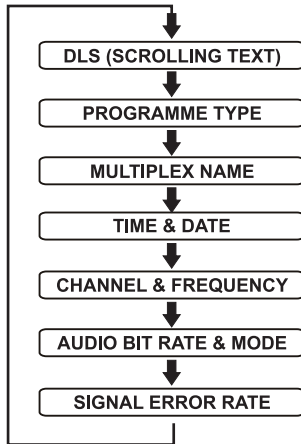 DLS (SCROLLING TEXT)
PROGRAMME TYPE
MULTIPLEX NAME
TIME & DATE
CHANNEL & FREQUENCY
AUDIO BIT RATE & MODE
SIGNAL ERROR RATE